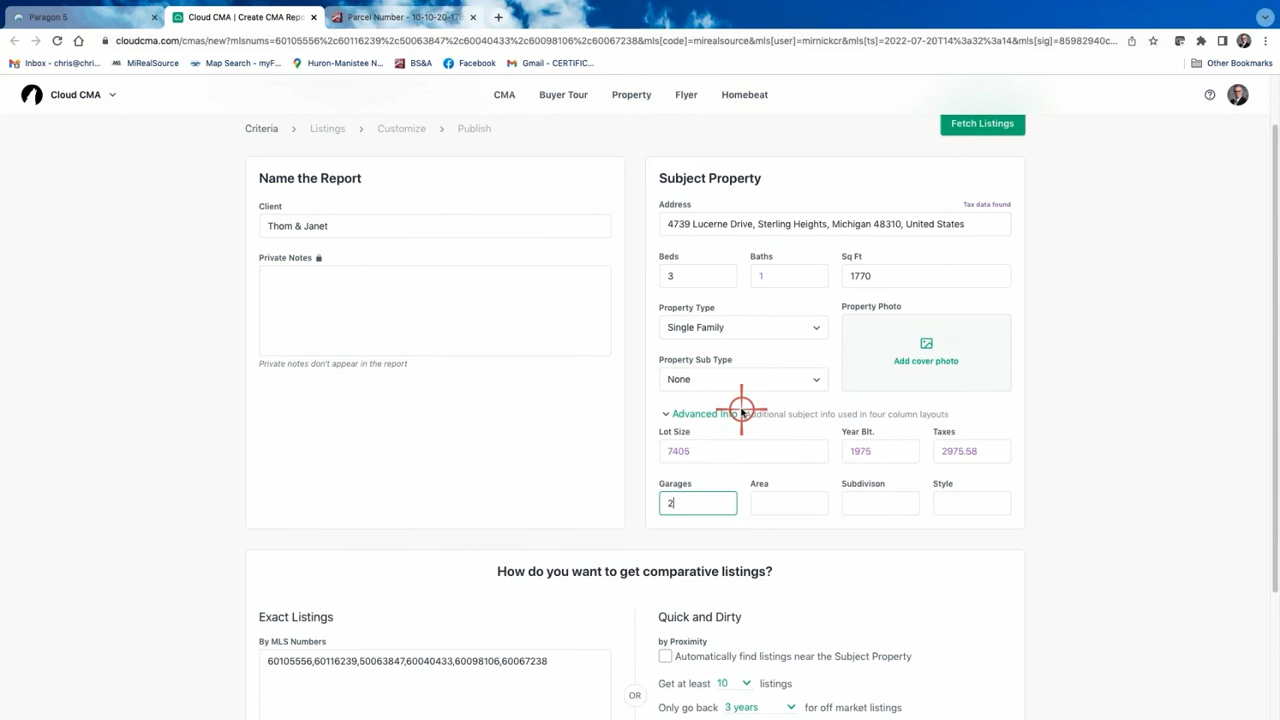 Paragon 5
Cloud CMA | Create CMA Repo
Parcel Number - 10-10-20-17
cloudcma.com/cmas/new?mlsnums=60105556%2c60116239%2c50063847%2c60040433%2c60098106%2c60067238&mls[code]=mirealsource&mls[user]=mirnickcr&mls[ts]=2022-07-20T14%3a32%3a14&mls[sig]=85982940c...
Inbox - chris@chri...
MiRealSource
Map Search - myF...
Huron-Manistee N...
BS&A
Facebook
Gmail - CERTIFIC...
Other Bookmarks
Cloud CMA
CMA
Buyer Tour
Property
Flyer
Homebeat
Criteria
Listings
Customize
Publish
Fetch Listings
Name the Report
Client
Thom & Janet
Private Notes
Private notes don't appear in the report
Subject Property
Address
Tax data found
4739 Lucerne Drive, Sterling Heights, Michigan 48310, United States
Beds
Baths
Sq Ft
3
1
1770
Property Type
Property Photo
Single Family
Add cover photo
Property Sub Type
None
Advanced Info
additional subject info used in four column layouts
Lot Size
Year Blt.
Taxes
7405
1975
2975.58
Garages
Area
Subdivison
Style
2
How do you want to get comparative listings?
Exact Listings
By MLS Numbers
60105556,60116239,50063847,60040433,60098106,60067238
OR
Quick and Dirty
by Proximity
Automatically find listings near the Subject Property
Get at least 10 listings
Only go back 3 years for off market listings